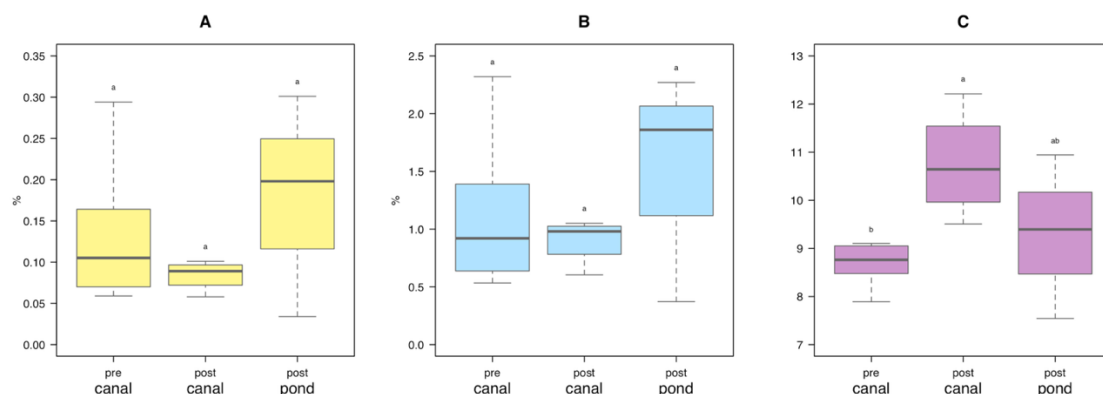 A
0.35
0.30
0.25
0.20
0.15
0.10
0.05
0.00
%
a
a
a
pre canal
post canal
post pond
B
2.5
2.0
1.5
1.0
0.5
0.0
%
a
a
a
pre canal
post canal
post pond
C
13
12
11
10
9
8
7
b
a
ab
pre canal
post canal
post pond